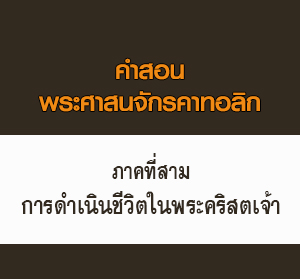 คำสอน
พระศาสนจักรคาทอลิก
ภาคที่สาม
การดำเนินชีวิตในพระคริสตเจ้า